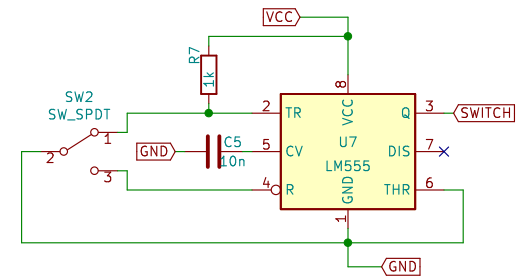 VCC
R7
1k
SW2
SW_SPDT
1
2
3
GND
C5
10n
2
5
4
8
TR
CV
R
VCC
U7
LM555
GND
Q
DIS
THR
3
7
6
1
SWITCH
GND